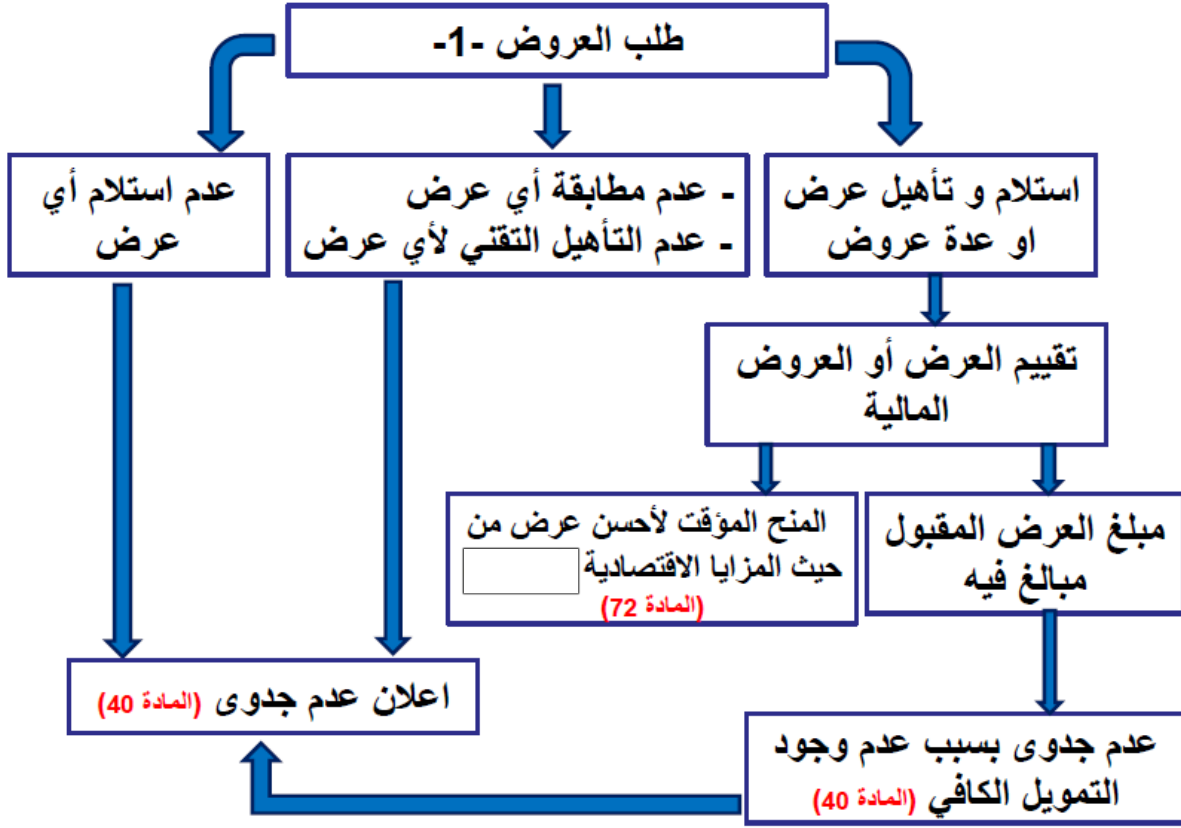 طلب العروض -1-
استلام و تأهيل عرض
او عدة عروض
- عدم مطابقة أي عرض
- عدم التأهيل التقني لأي عرض
عدم استلام أي
عرض
تقييم العرض أو العروض
المالية
مبلغ العرض المقبول
مبالغ فيه
المنح المؤقت لأحسن عرض من
حيث المزايا الاقتصادية
(المادة 72)
عدم جدوى بسبب عدم وجود
التمويل الكافي (المادة 40)
اعلان عدم جدوى (المادة 40)